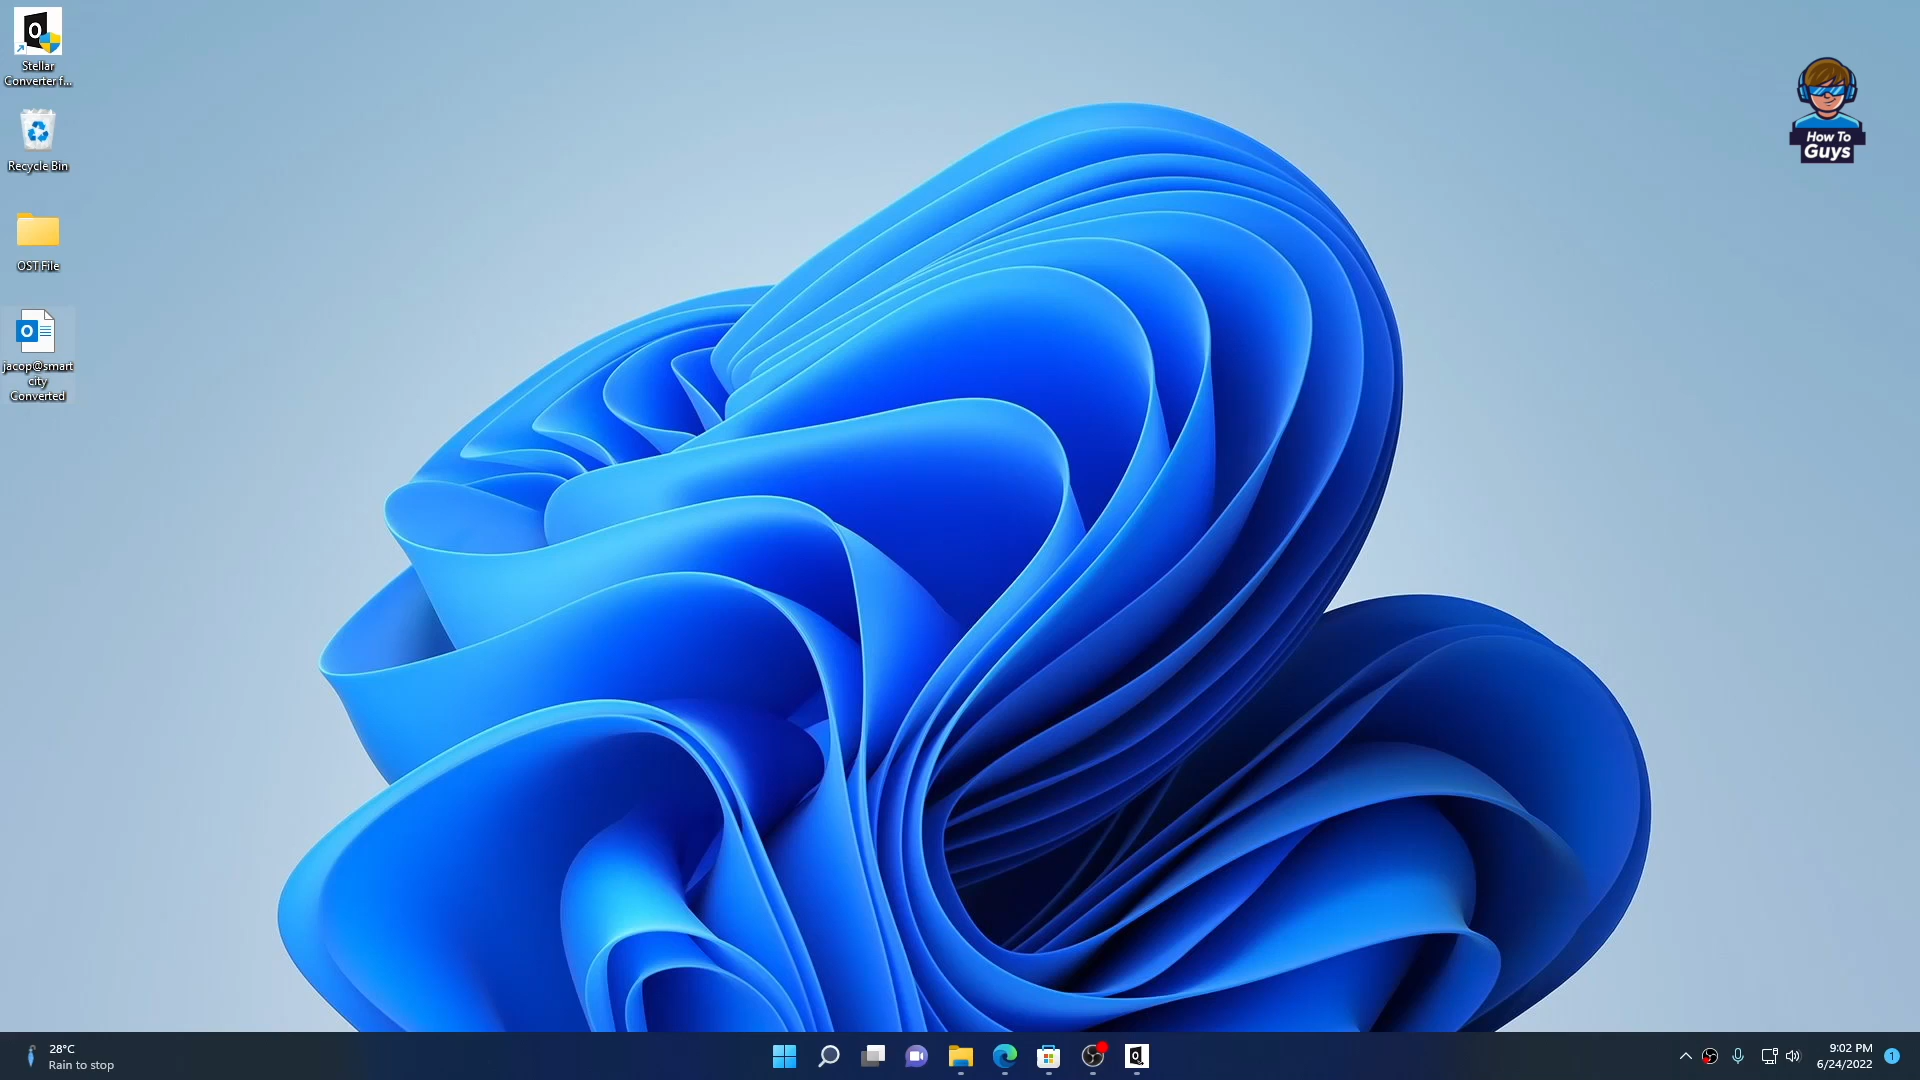 Stellar
Converter f...
Recycle Bin
OST File
jacop@smart
city
Converted
How To
Guys
28°C
Rain to stop
9:02 PM
6/24/2022
1